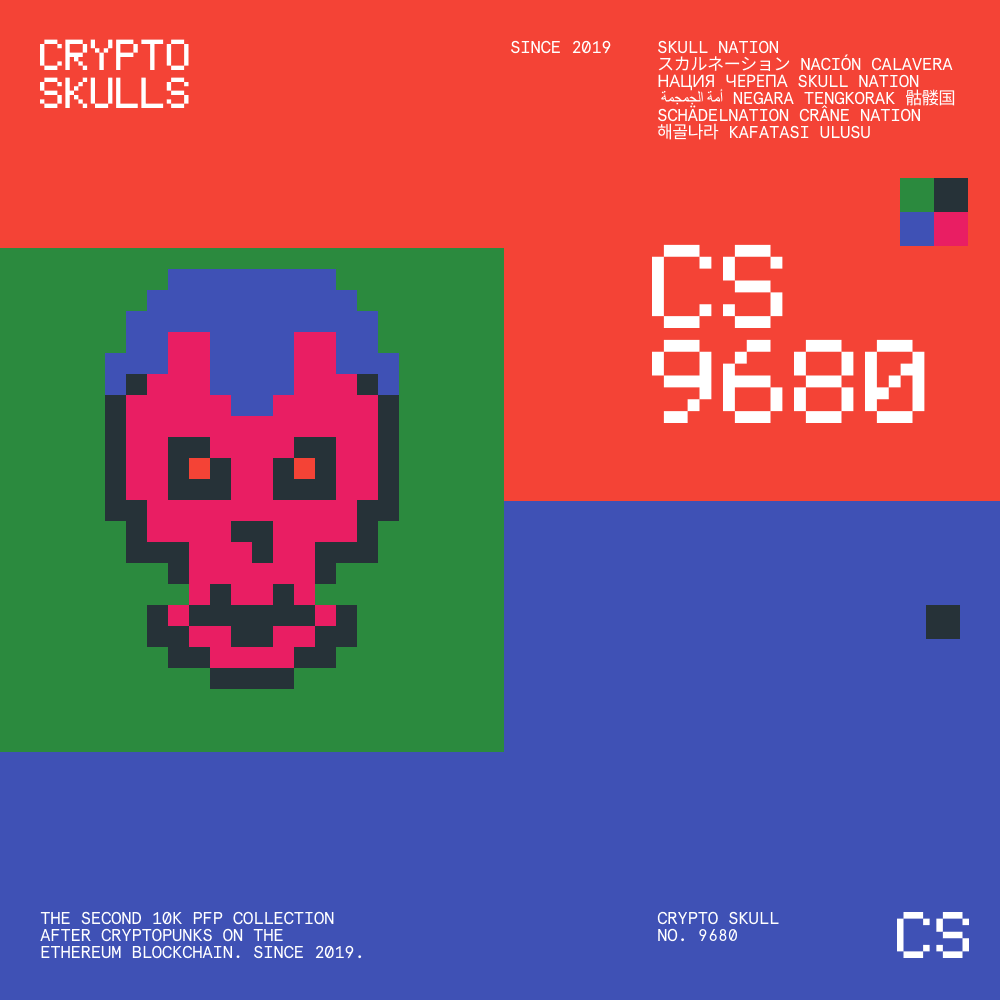 CRYPTO
SKULLS
SINCE 2019
SKULL NATION
スカルネーション NACIÓN CALAVERA
НАЦИЯ ЧЕРЕПА SKULL NATION
أمة الجمجمة NEGARA TENGKORAK 骷髅国
SCHÄDELNATION CRÂNE NATION
해골나라 KAFATASI ULUSU
CS
9680
THE SECOND 10K PFP COLLECTION
AFTER CRYPTOPUNKS ON THE
ETHEREUM BLOCKCHAIN. SINCE 2019.
CRYPTO SKULL
NO. 9680
CS